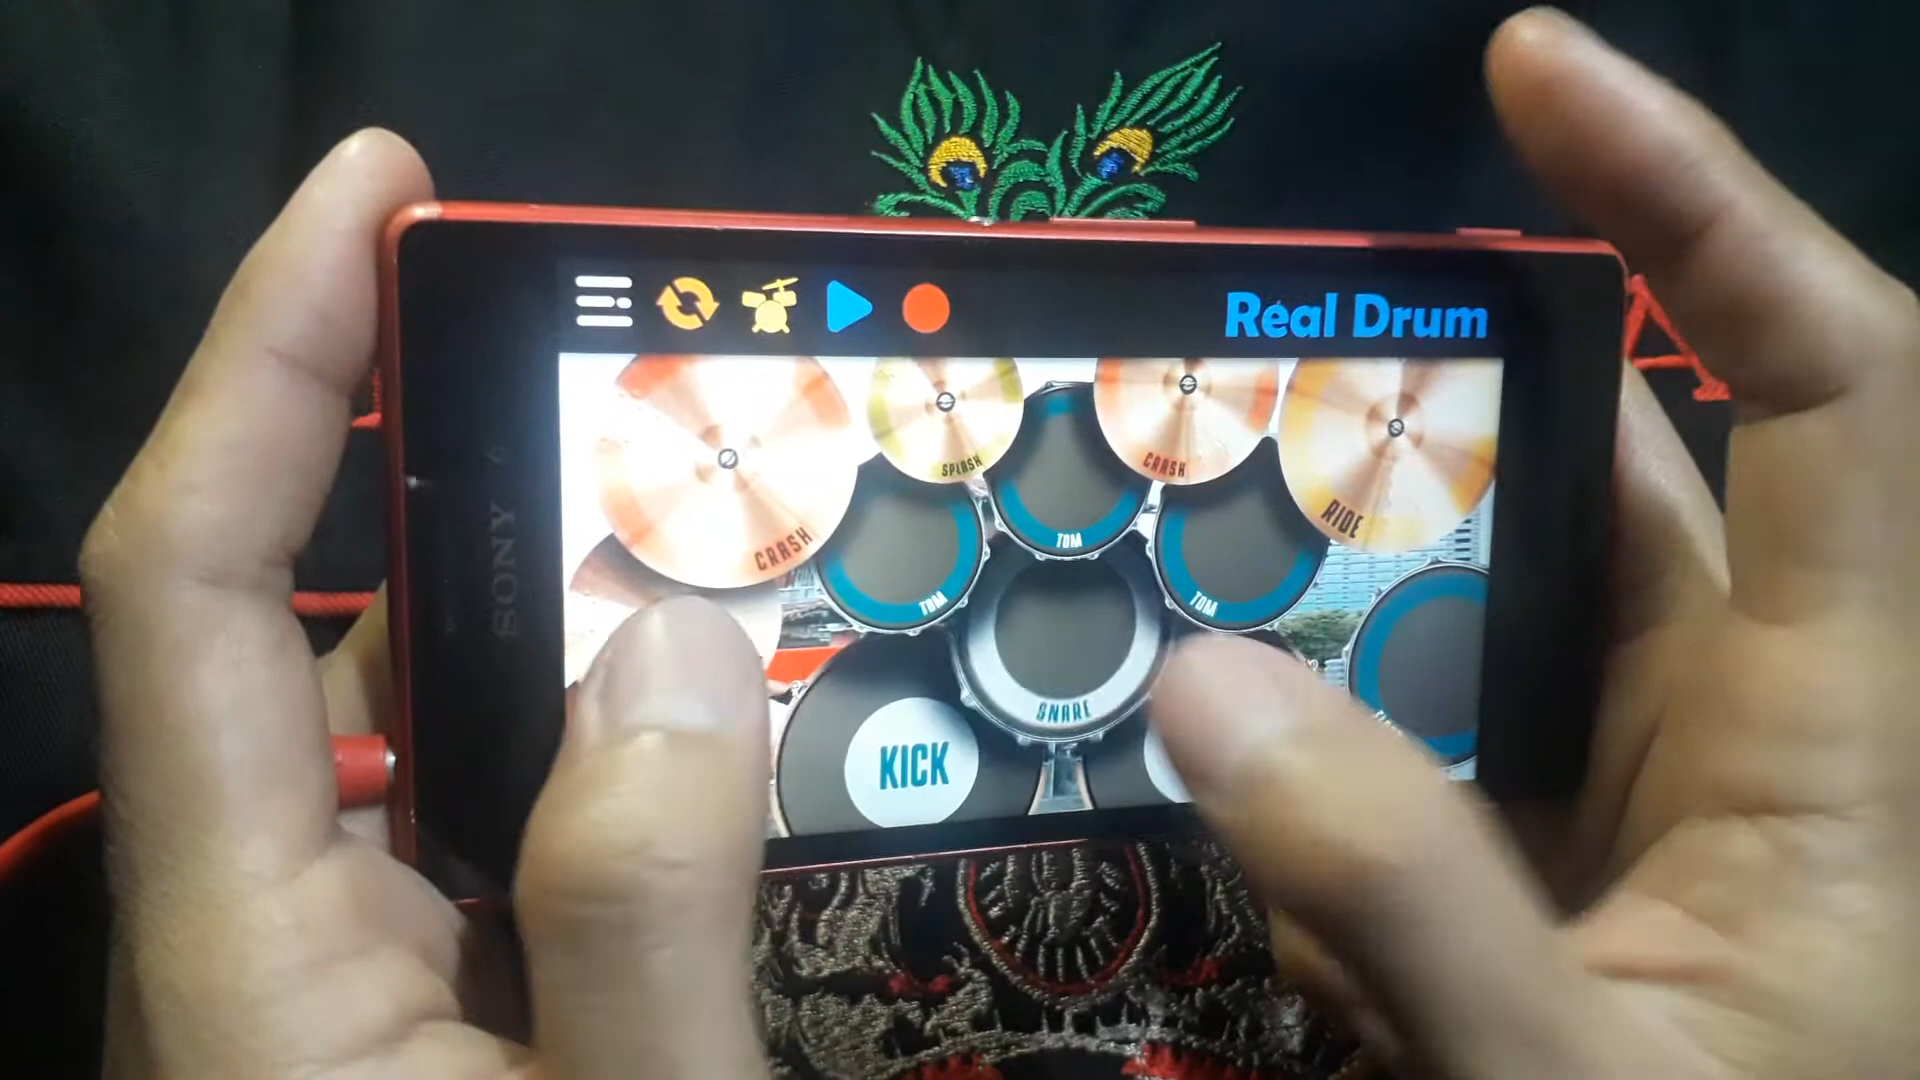 SONY
Real Drum
SPLASH
CRASH
RIDE
CRASH
TOM
TOM
TOM
SNARE
KICK